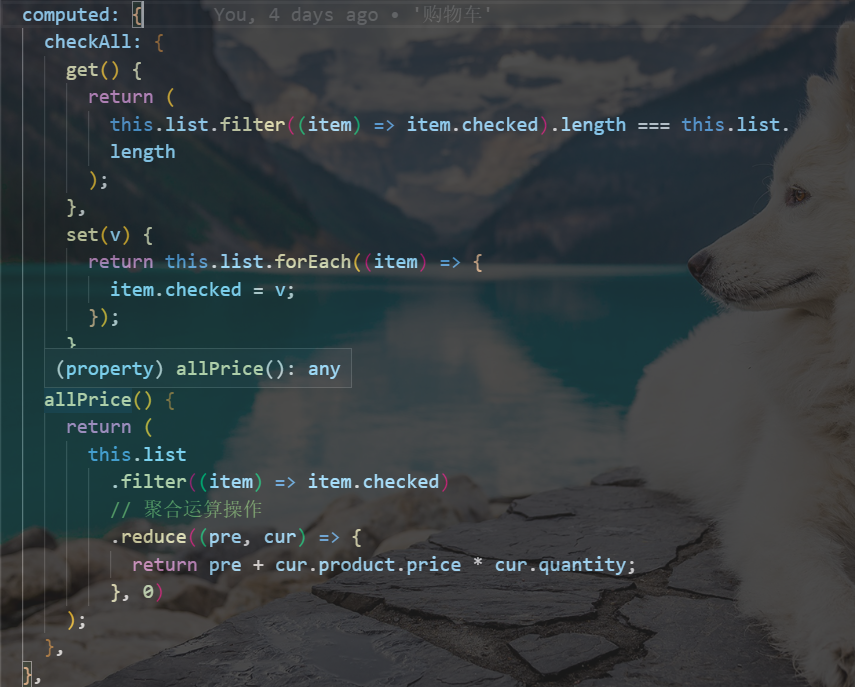 computed: { You, 4 days ago • '购物车'
checkAll: {
get() {
return (
this.list.filter((item) => item.checked).length === this.list.
length
);
},
set(v) {
return this.list.forEach((item) => {
item.checked = v;
});
}
(property) allPrice(): any
allPrice() {
return (
this.list
.filter((item) => item.checked)
// 聚合运算操作
.reduce((pre, cur) => {
return pre + cur.product.price * cur.quantity;
}, 0)
);
},
},